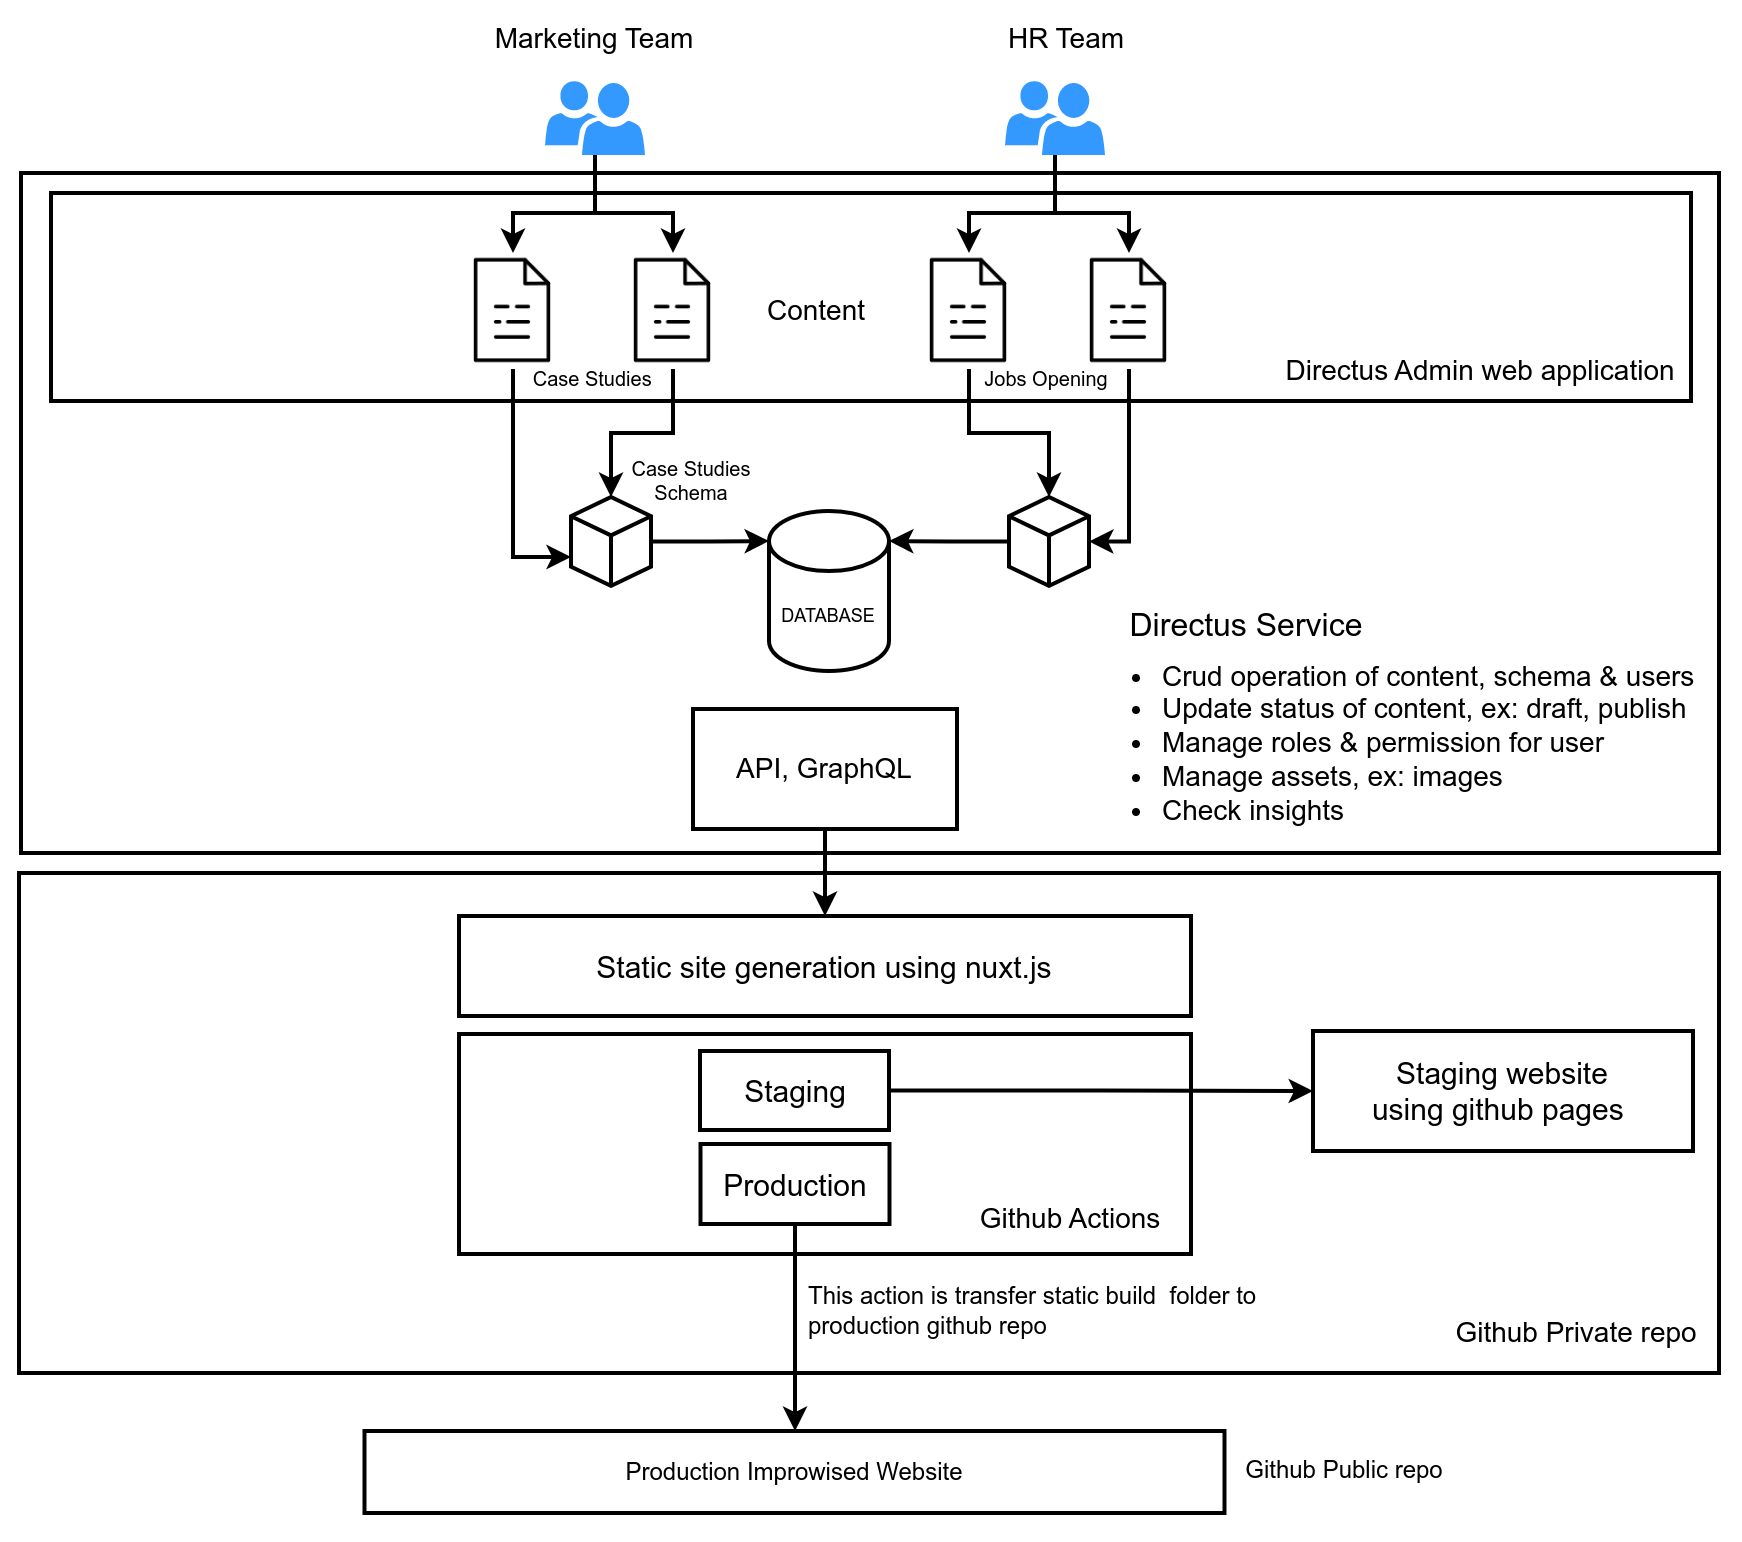 Marketing Team
HR Team
Content
Case Studies
Jobs Opening
Directus Admin web application
Case Studies
Schema
DATABASE
Directus Service
• Crud operation of content, schema & users
• Update status of content, ex: draft, publish
• Manage roles & permission for user
• Manage assets, ex: images
• Check insights
API, GraphQL
Static site generation using nuxt.js
Staging
Staging website
using github pages
Production
Github Actions
This action is transfer static build  folder to
production github repo
Github Private repo
Production Improwised Website
Github Public repo